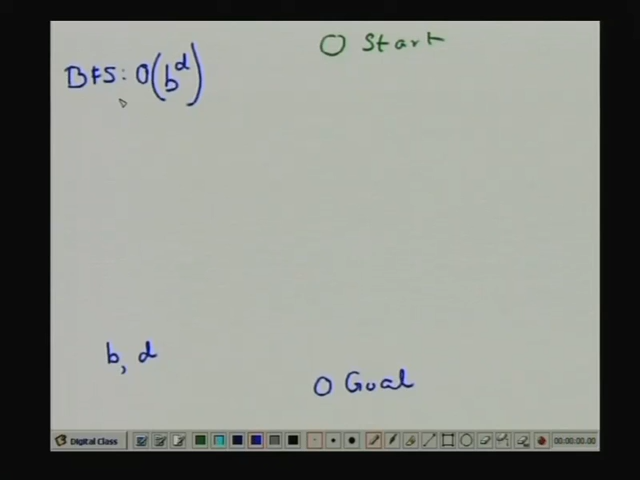 O Start
BFS: O(b^d)
b, d
O Goal
Digital Class
00:00:00.00